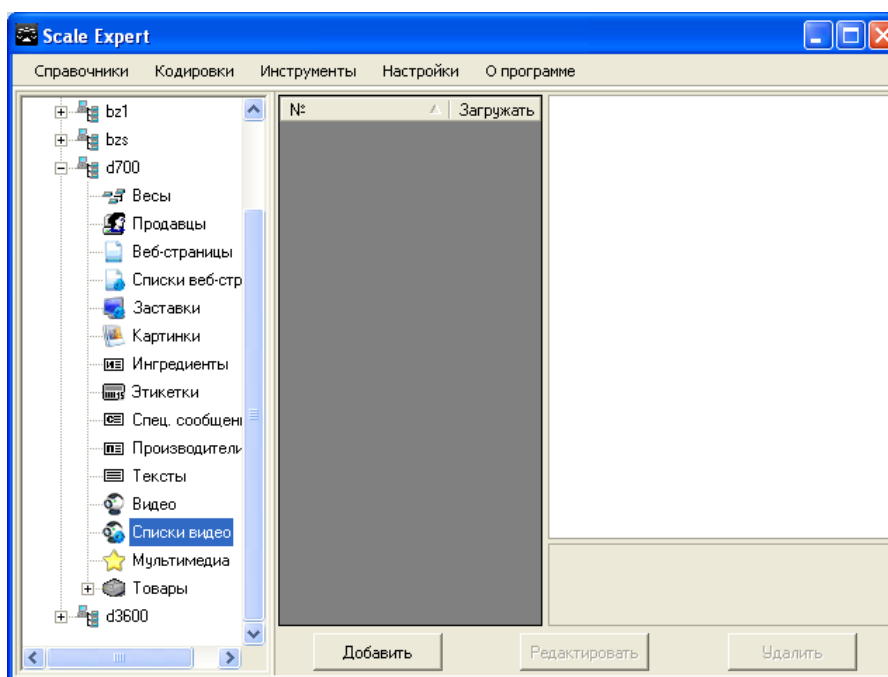 Scale Expert
Справочники Кодировки Инструменты Настройки О программе
bz1
bzs
d700
Весы
Продавцы
Веб-страницы
Списки веб-стр
Заставки
Картинки
Ингредиенты
Этикетки
Спец. сообщен
Производители
Тексты
Видео
Списки видео
Мультимедиа
Товары
d3600
№ Загружать
Добавить Редактировать Удалить